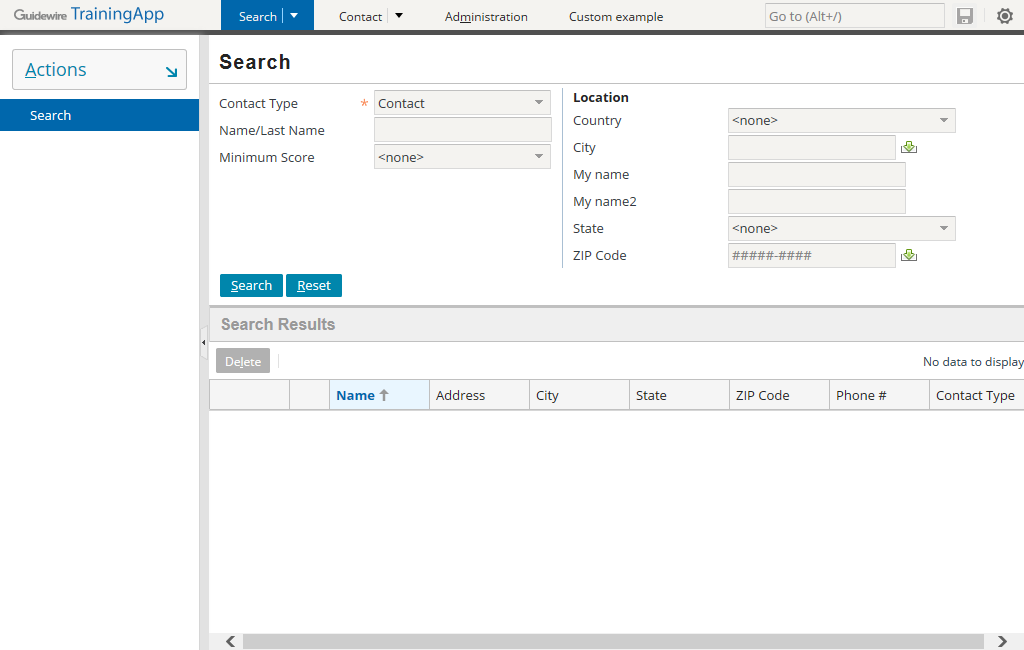 Guidewire TrainingApp
Search
Contact
Administration
Custom example
Go to (Alt+/)
Actions
Search
Search
Contact Type * Contact
Name/Last Name
Minimum Score <none>
Location
Country <none>
City
My name
My name2
State <none>
ZIP Code #####-####
Search Reset
Search Results
Delete
No data to display
Name Address City State ZIP Code Phone # Contact Type